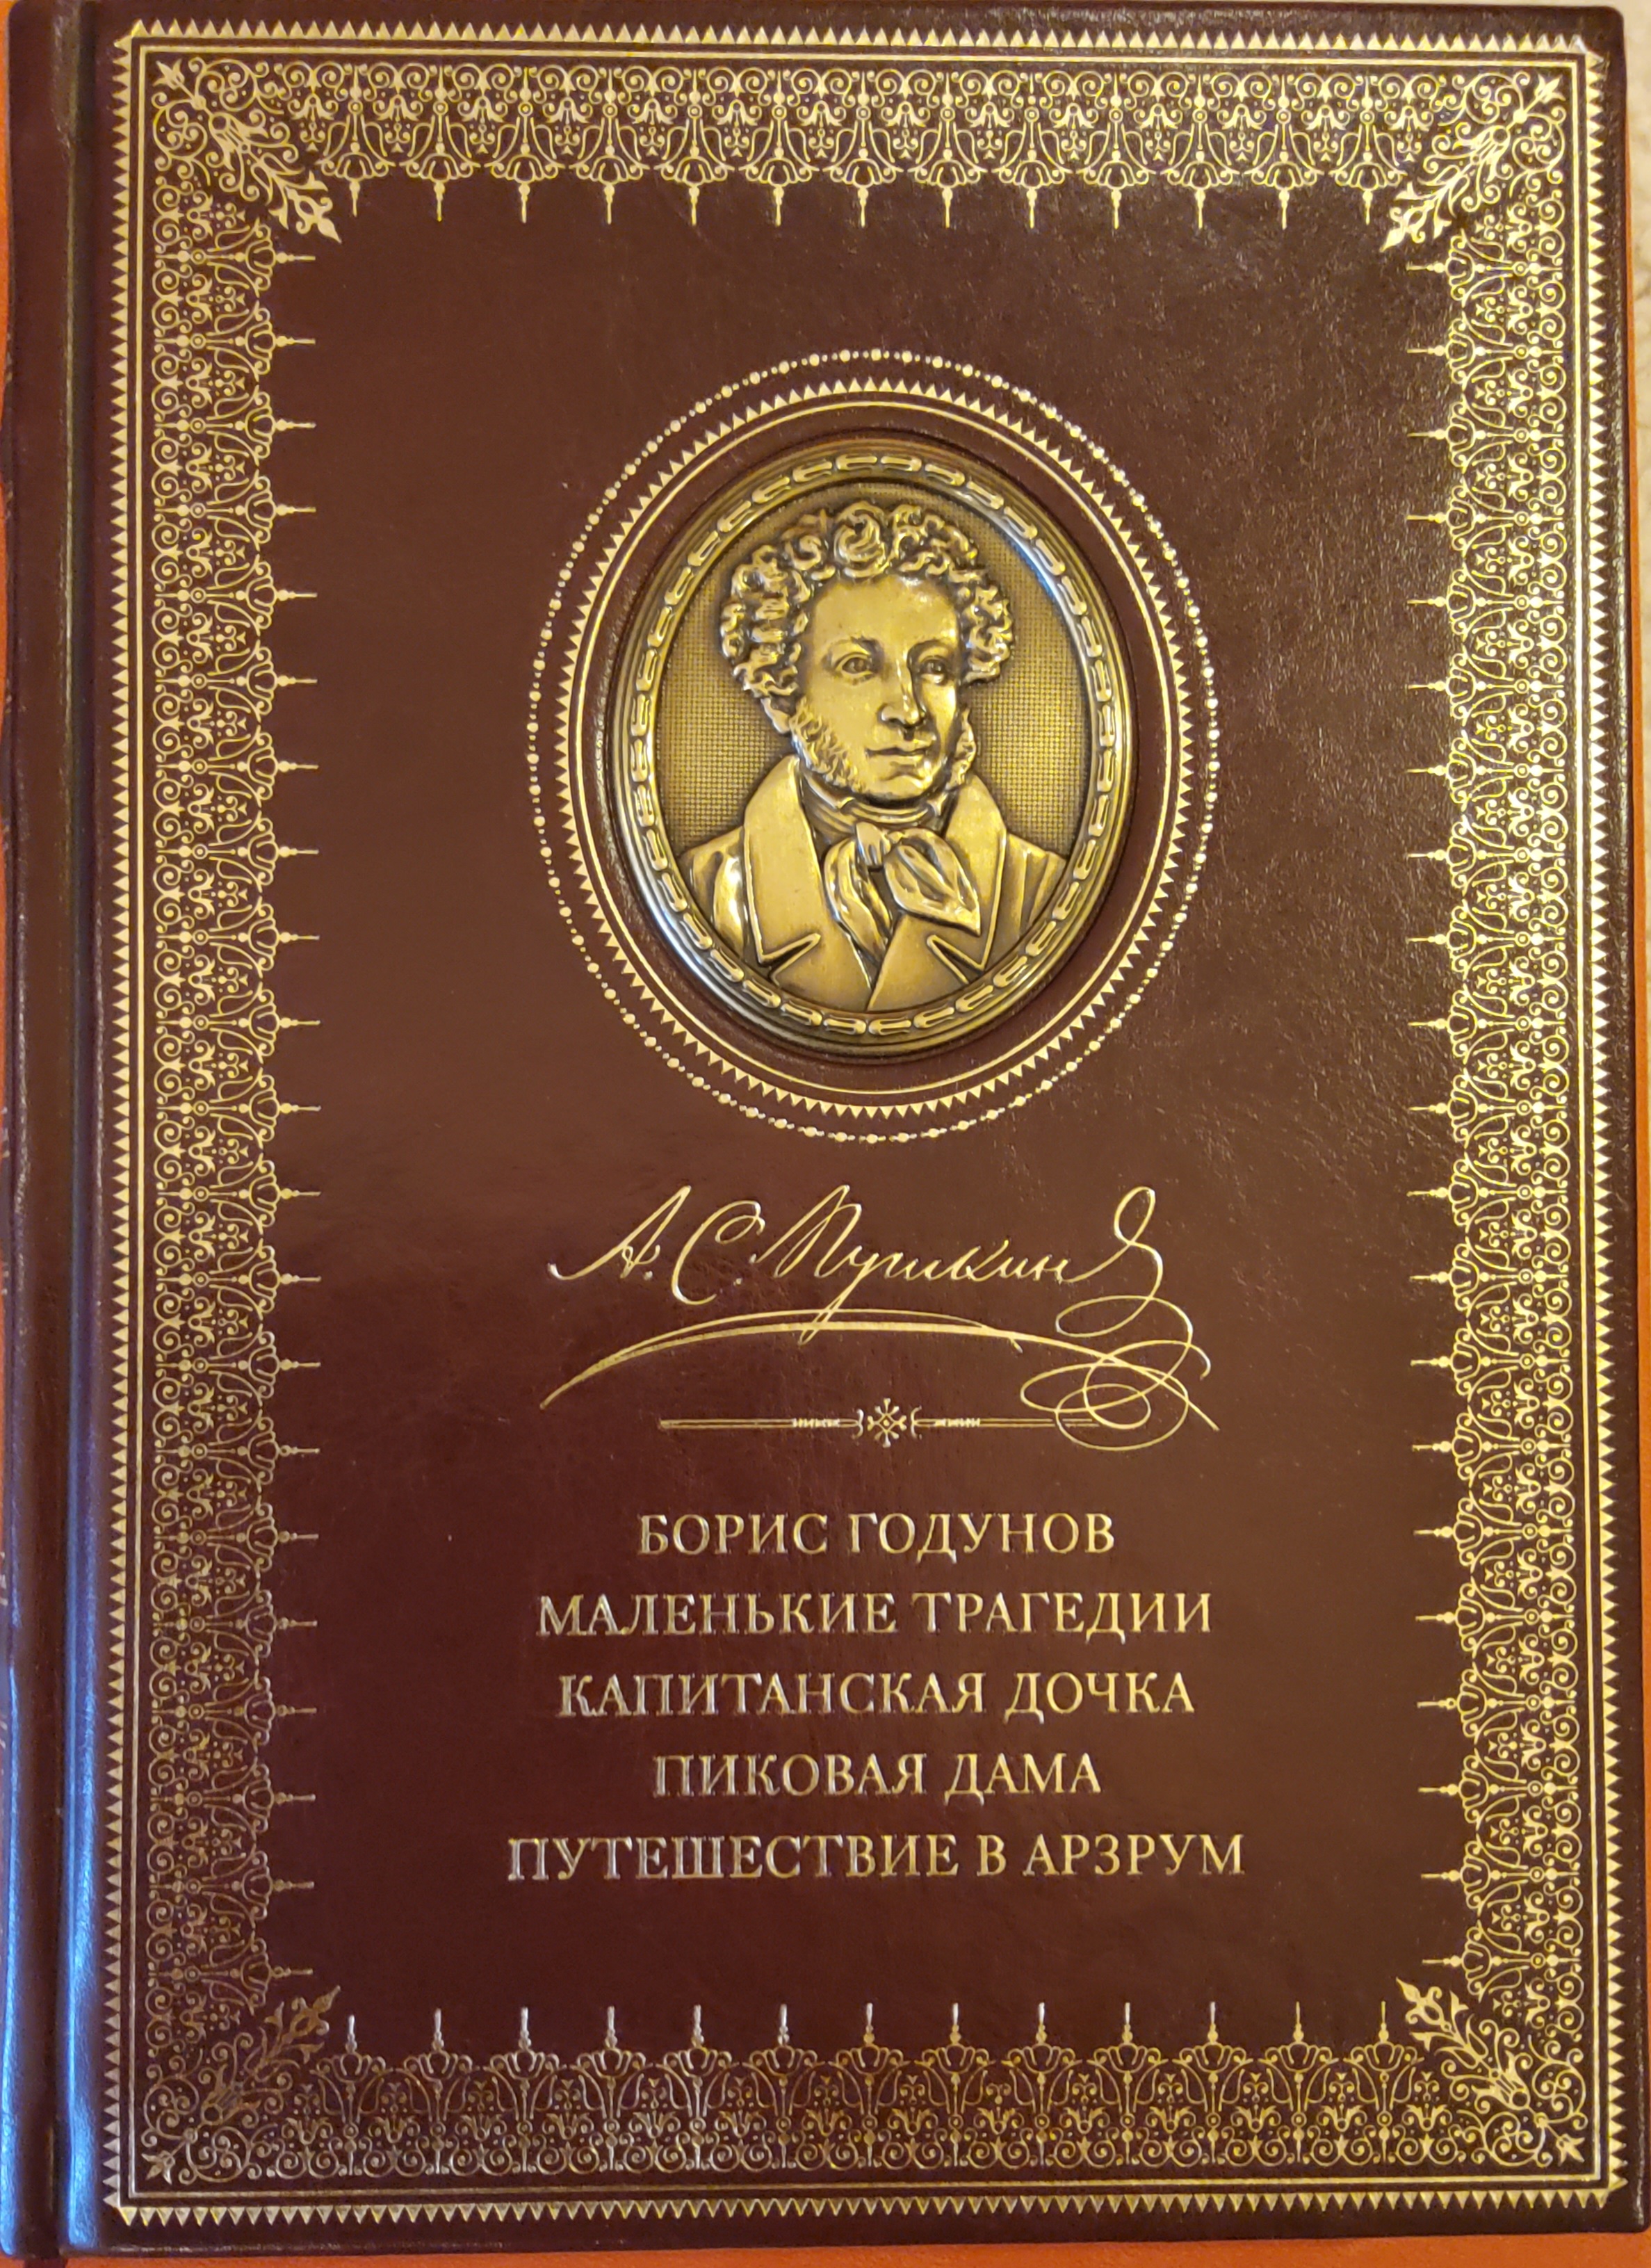 А. С. Пушкинъ
БОРИС ГОДУНОВ
МАЛЕНЬКИЕ ТРАГЕДИИ
КАПИТАНСКАЯ ДОЧКА
ПИКОВАЯ ДАМА
ПУТЕШЕСТВИЕ В АРЗРУМ